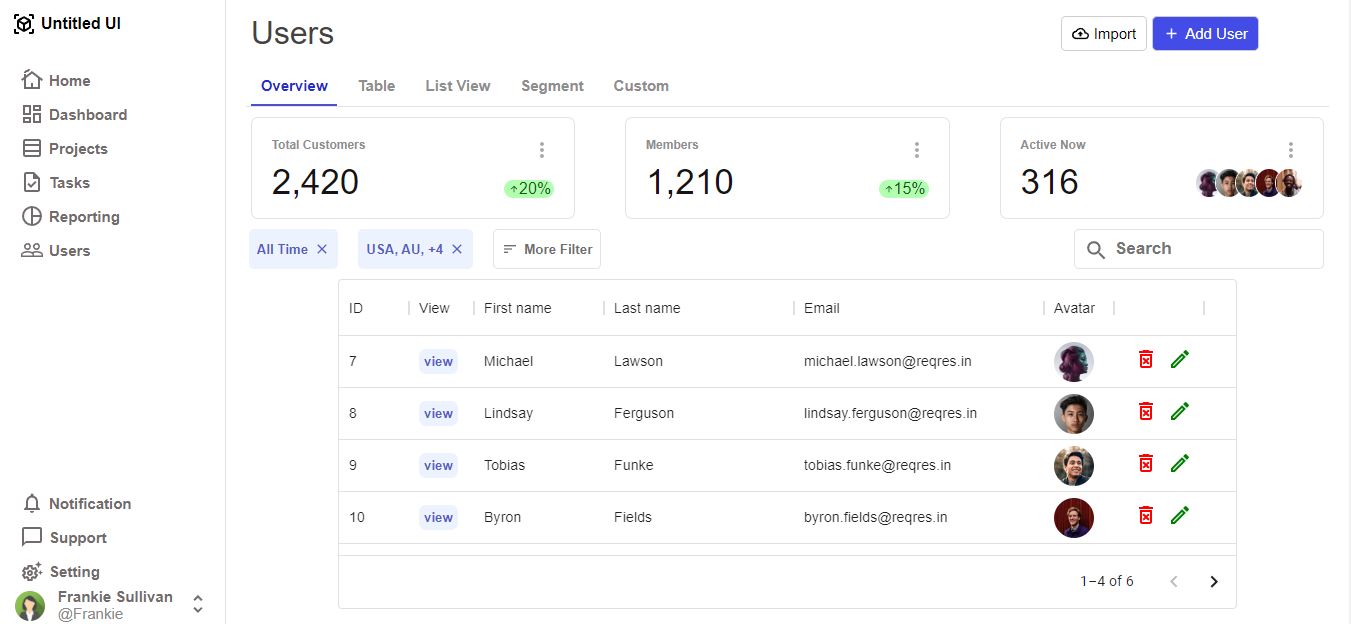 Untitled UI
Home
Dashboard
Projects
Tasks
Reporting
Users
Notification
Support
Setting
Frankie Sullivan
@Frankie
Users
Import
+ Add User
Overview Table List View Segment Custom
Total Customers
2,420
↑20%
Members
1,210
↑15%
Active Now
316
All Time ×
USA, AU, +4 ×
More Filter
Search
ID View First name Last name Email Avatar
7 view Michael Lawson michael.lawson@reqres.in
8 view Lindsay Ferguson lindsay.ferguson@reqres.in
9 view Tobias Funke tobias.funke@reqres.in
10 view Byron Fields byron.fields@reqres.in
1–4 of 6